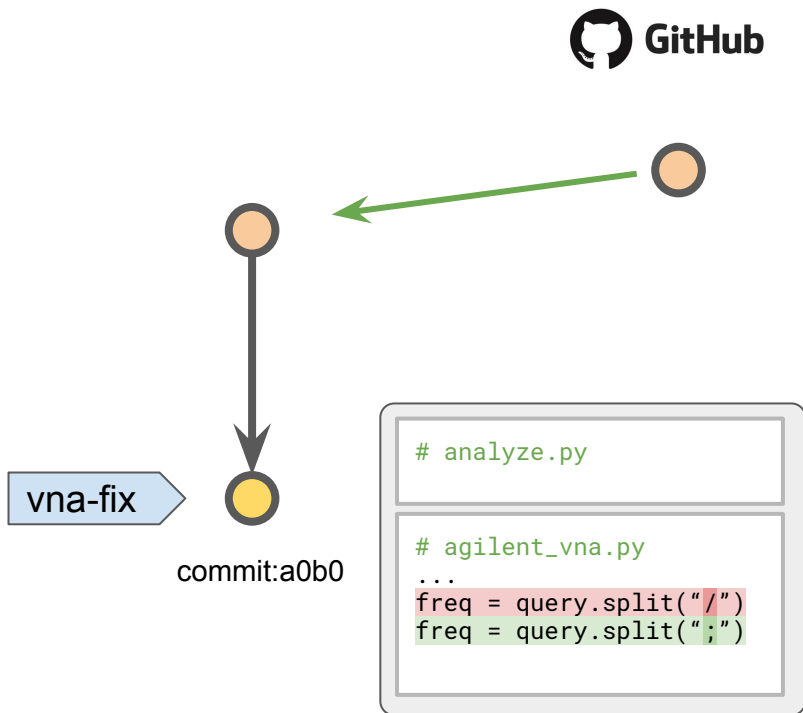 GitHub
vna-fix
commit:a0b0
# analyze.py
# agilent_vna.py
...
freq = query.split(“/”)
freq = query.split(“;”)